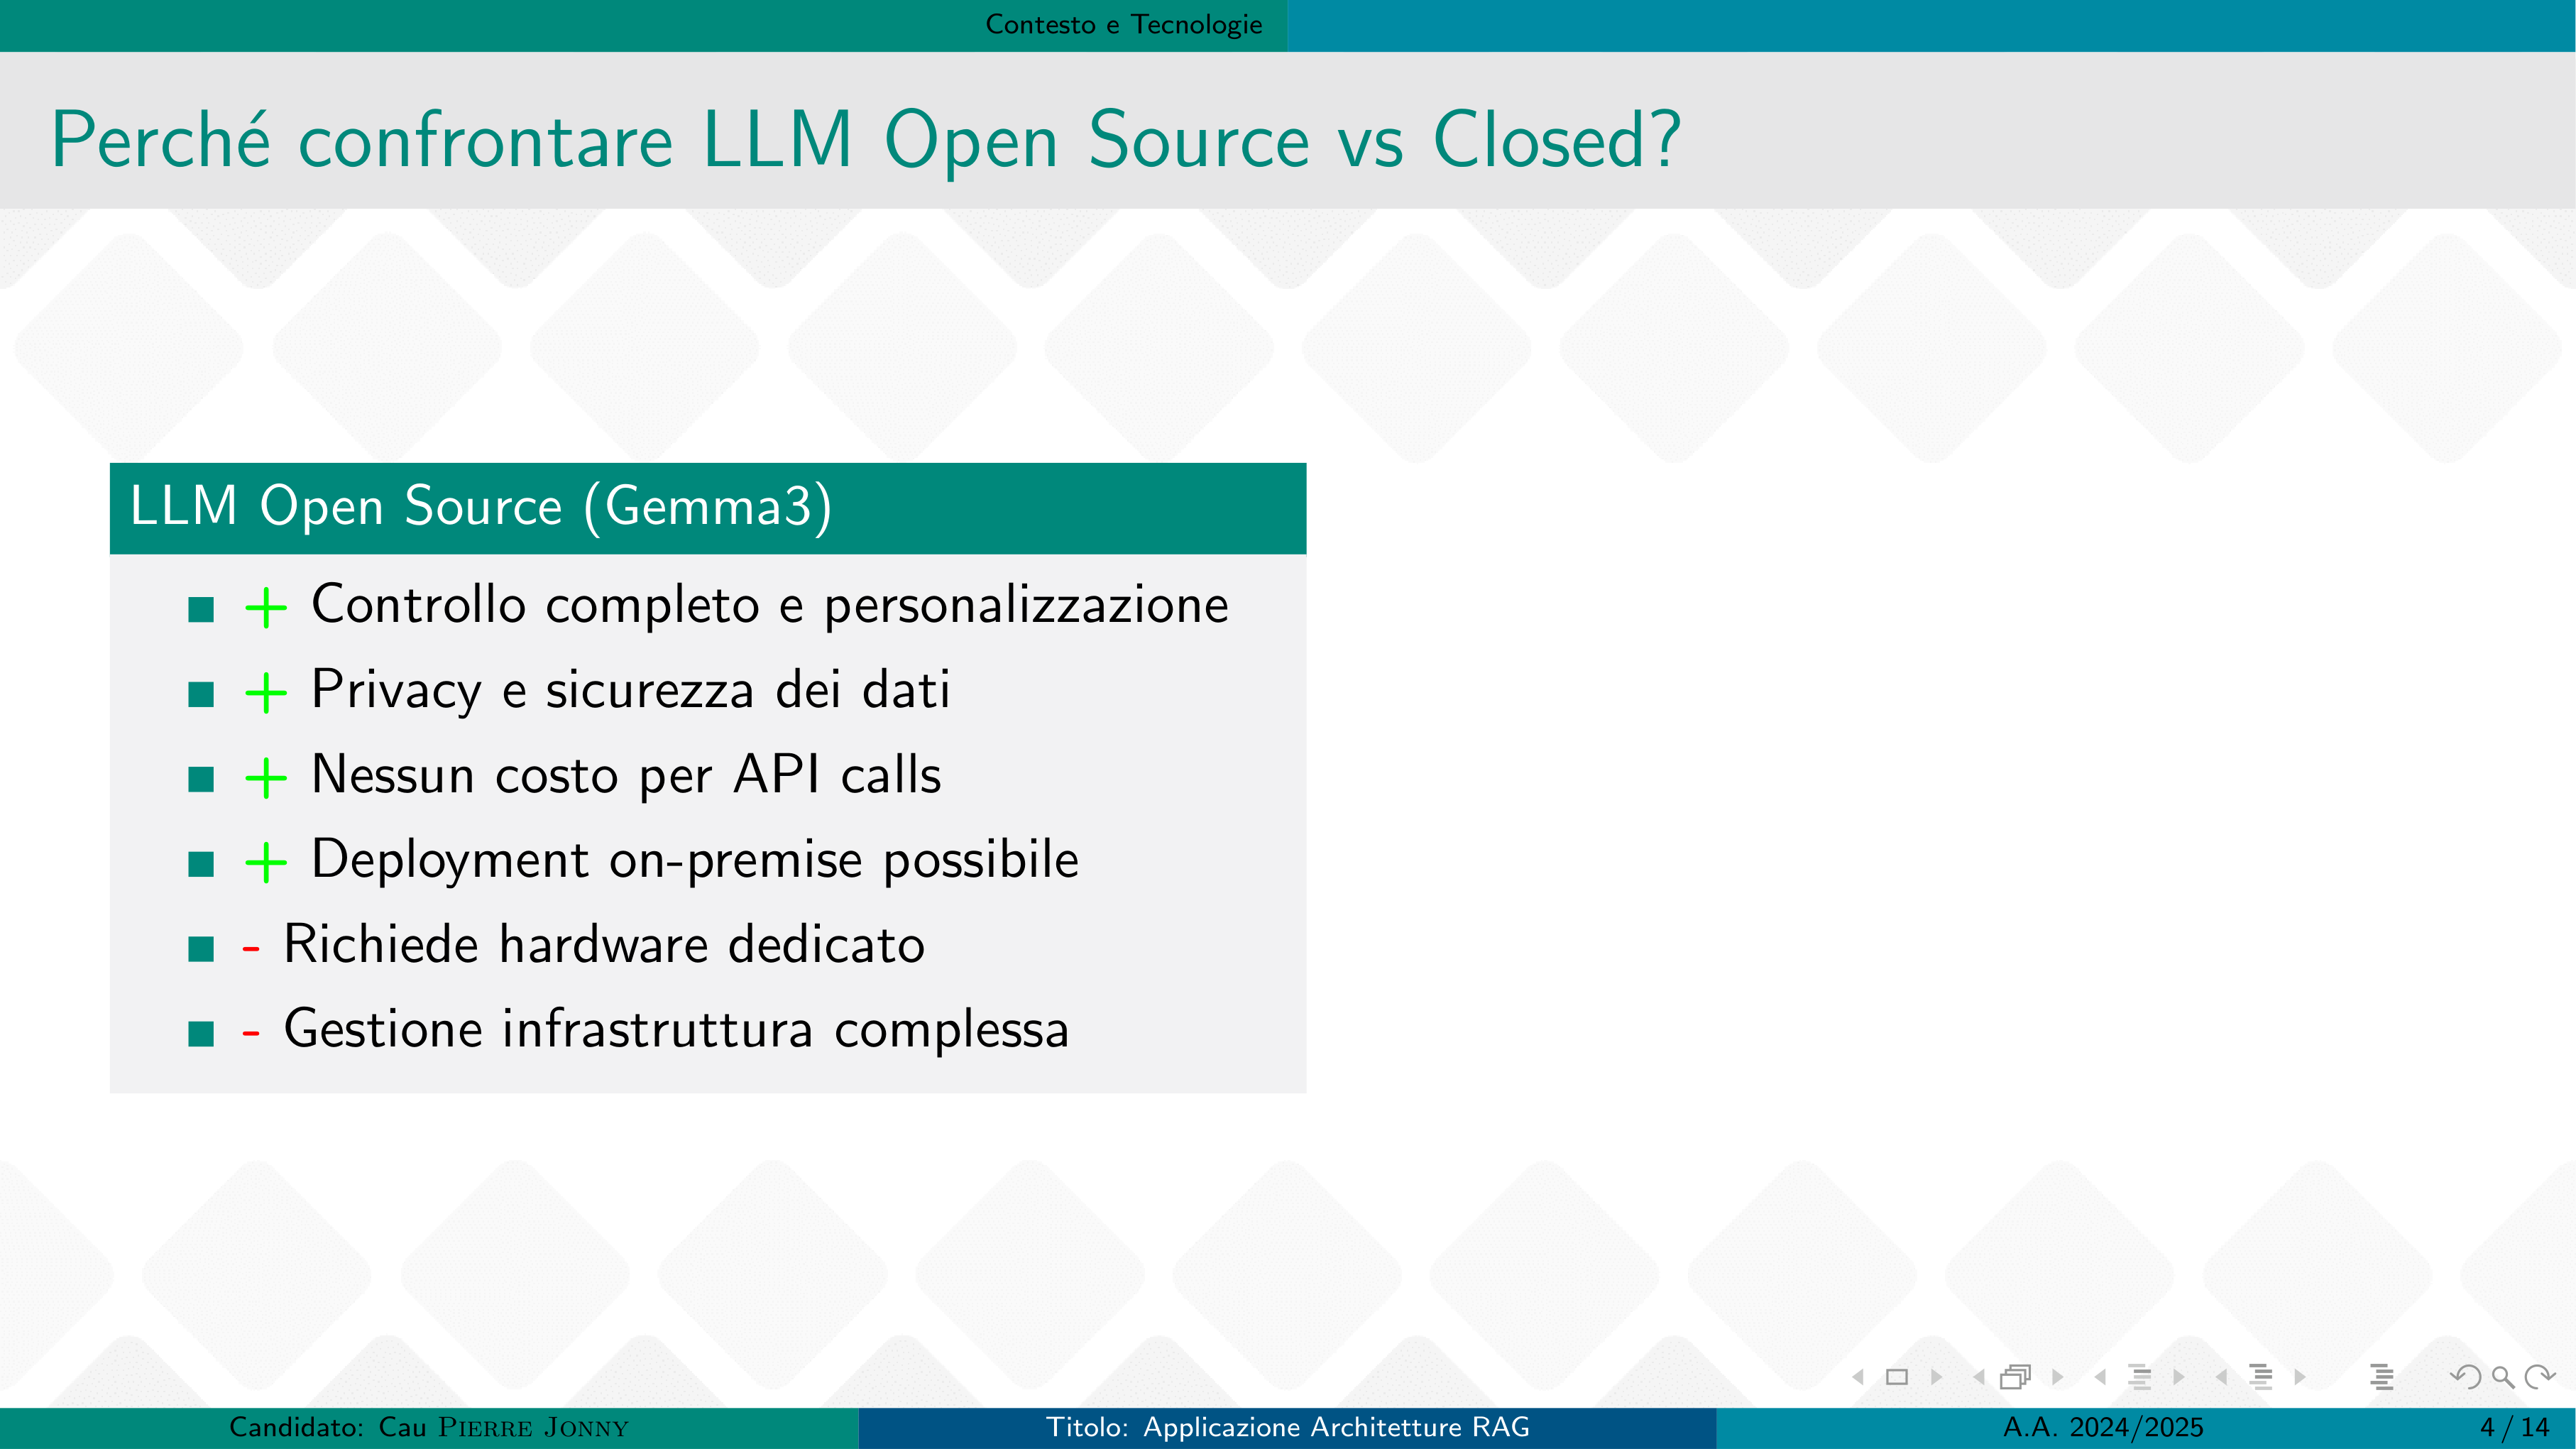 Contesto e Tecnologie
Perché confrontare LLM Open Source vs Closed?
LLM Open Source (Gemma3)
+ Controllo completo e personalizzazione
+ Privacy e sicurezza dei dati
+ Nessun costo per API calls
+ Deployment on-premise possibile
- Richiede hardware dedicato
- Gestione infrastruttura complessa
Candidato: Cau Pierre Jonny
Titolo: Applicazione Architetture RAG
A.A. 2024/2025
4 / 14